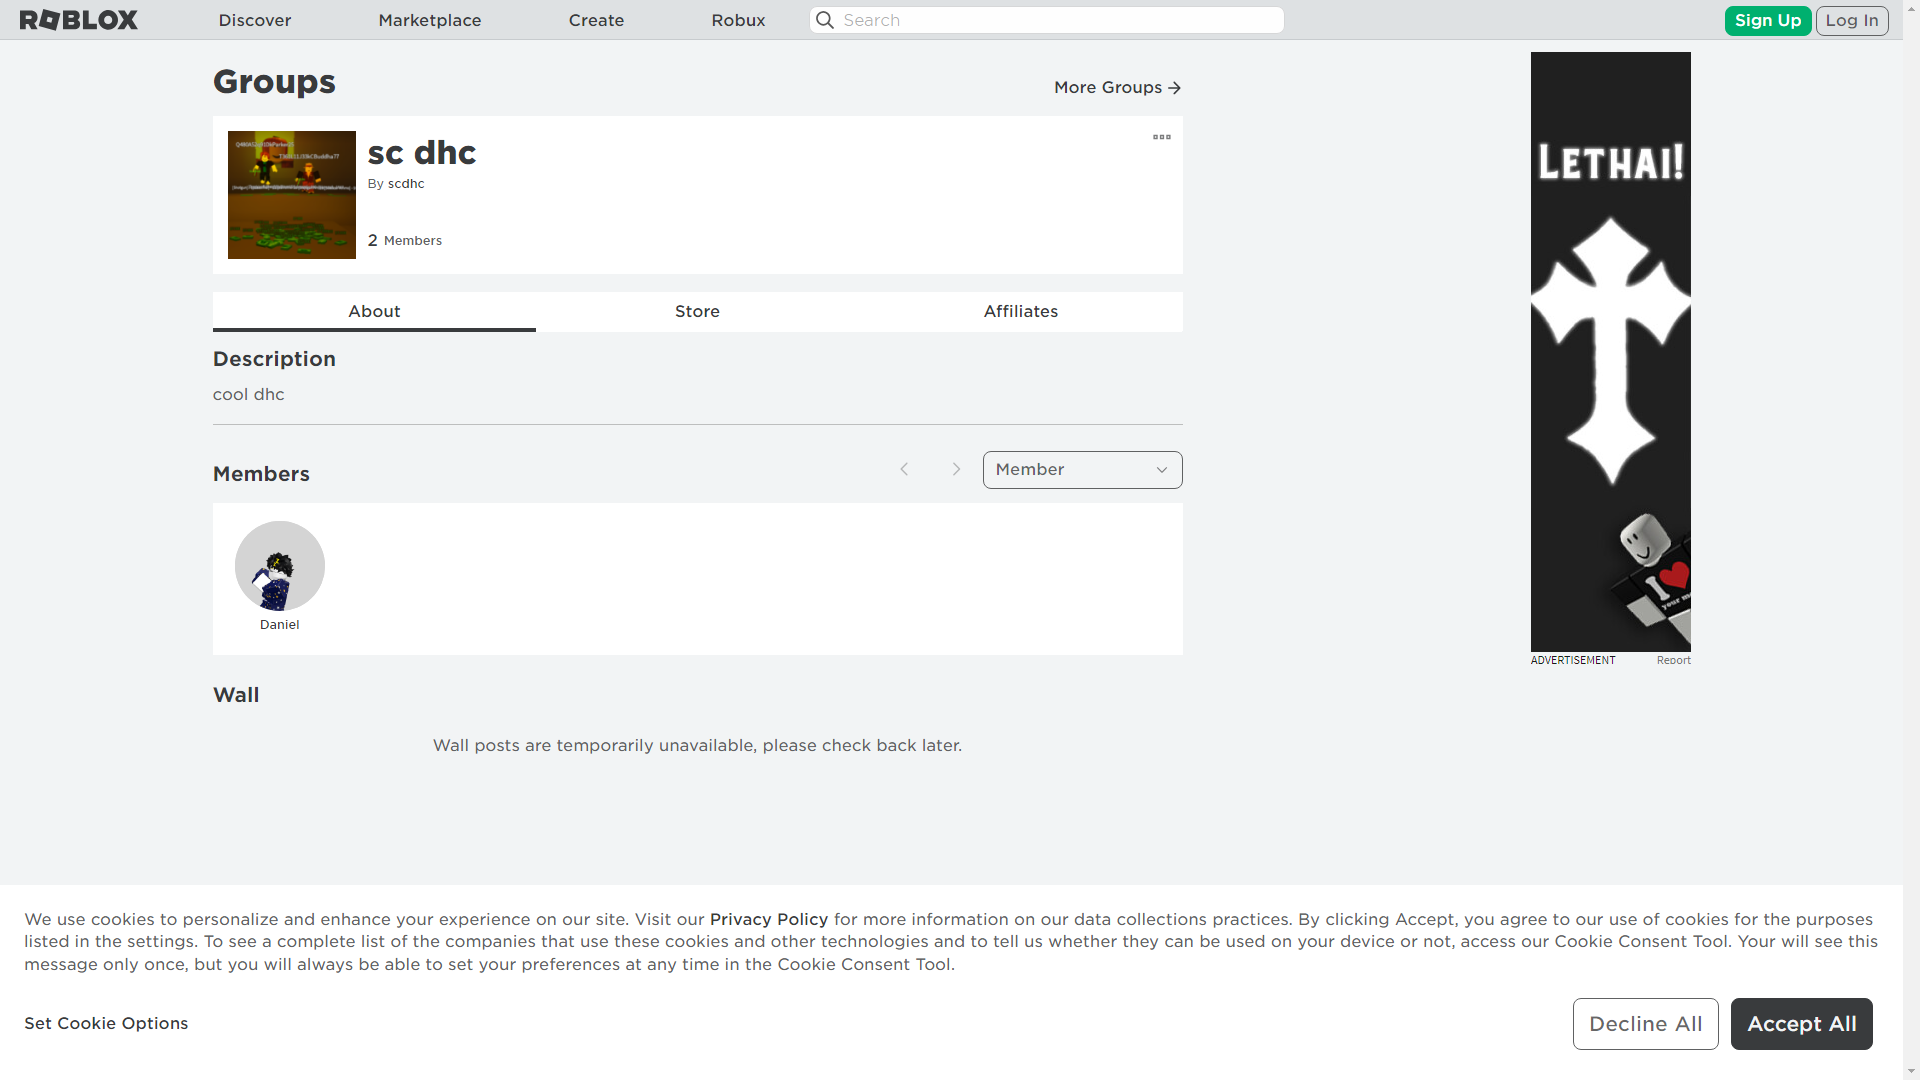 ROBLOX Discover Marketplace Create Robux Search Sign Up Log In
Groups
More Groups
sc dhc
By scdhc
2 Members
About Store Affiliates
Description
cool dhc
Members
Member
Daniel
Wall
Wall posts are temporarily unavailable, please check back later.
LETHAI!
I
your
ADVERTISEMENT Report
We use cookies to personalize and enhance your experience on our site. Visit our Privacy Policy for more information on our data collections practices. By clicking Accept, you agree to our use of cookies for the purposes
listed in the settings. To see a complete list of the companies that use these cookies and other technologies and to tell us whether they can be used on your device or not, access our Cookie Consent Tool. Your will see this
message only once, but you will always be able to set your preferences at any time in the Cookie Consent Tool.
Set Cookie Options
Decline All
Accept All